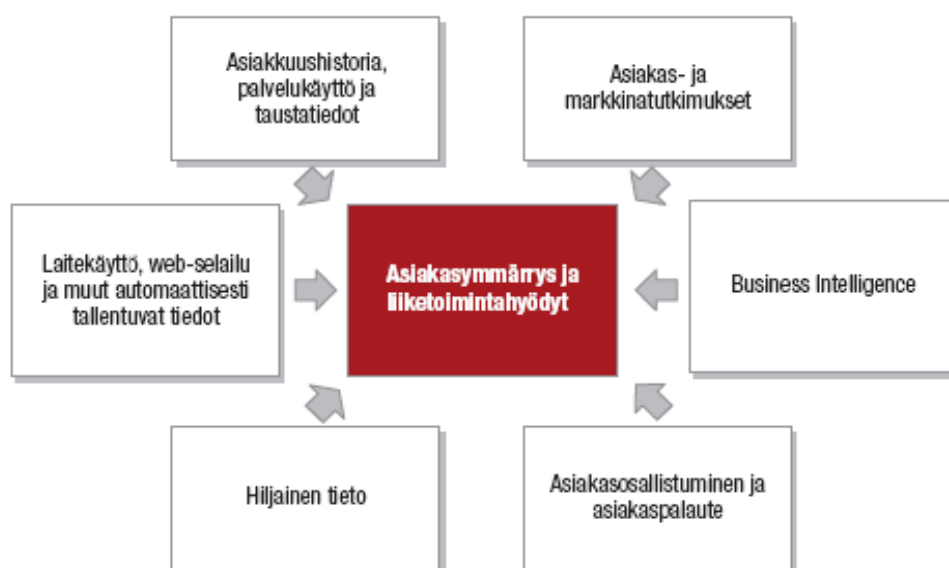 Asiakkuushistoria,
palvelukäyttö ja
taustatiedot
Asiakas- ja
markkinatutkimukset
Laitekäyttö, web-selailu
ja muut automaattisesti
tallentuvat tiedot
Asiakasymmärrys ja
liiketoimintahyödyt
Business Intelligence
Hiljainen tieto
Asiakasosallistuminen ja
asiakaspalaute